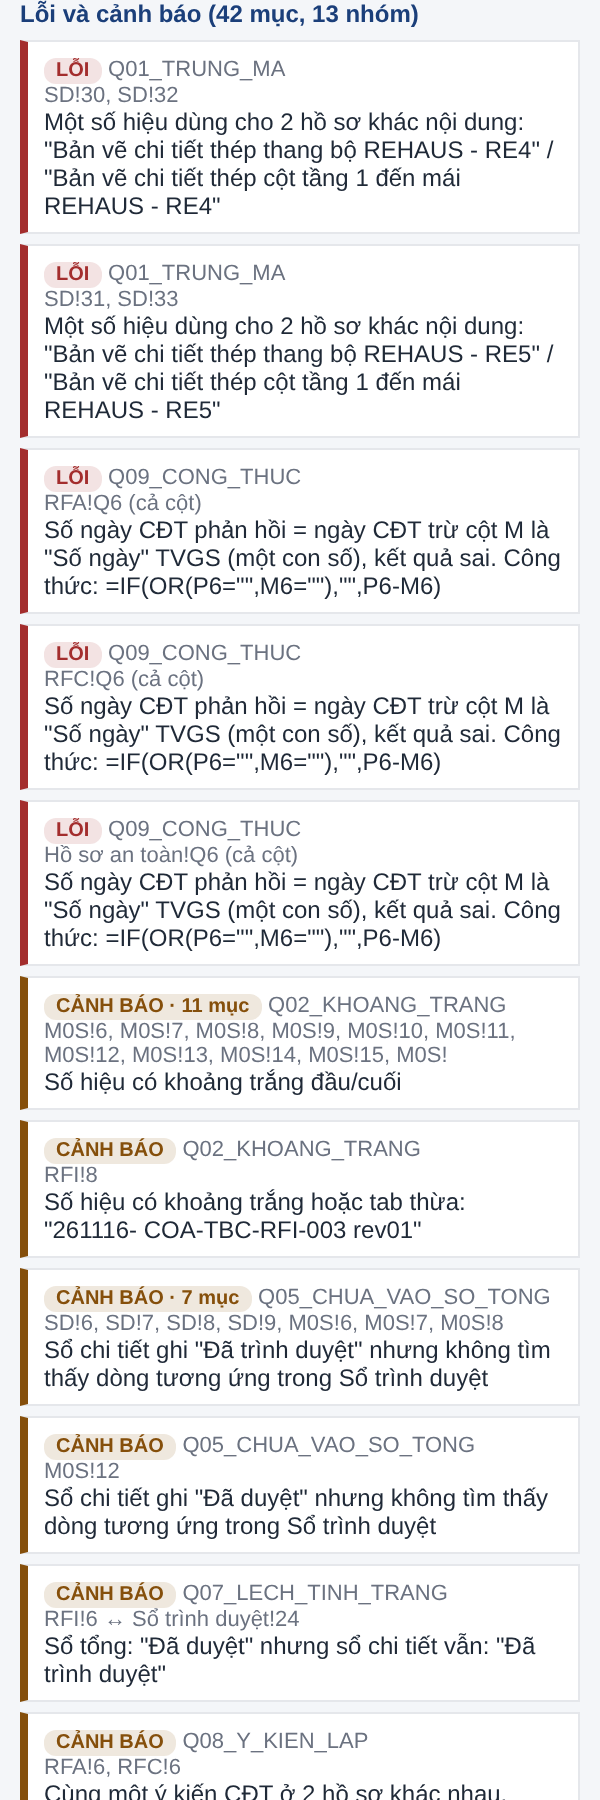 Lỗi và cảnh báo (42 mục, 13 nhóm)
LỖI Q01_TRUNG_MA
SD!30, SD!32
Một số hiệu dùng cho 2 hồ sơ khác nội dung:
"Bản vẽ chi tiết thép thang bộ REHAUS - RE4" /
"Bản vẽ chi tiết thép cột tầng 1 đến mái
REHAUS - RE4"
LỖI Q01_TRUNG_MA
SD!31, SD!33
Một số hiệu dùng cho 2 hồ sơ khác nội dung:
"Bản vẽ chi tiết thép thang bộ REHAUS - RE5" /
"Bản vẽ chi tiết thép cột tầng 1 đến mái
REHAUS - RE5"
LỖI Q09_CONG_THUC
RFA!Q6 (cả cột)
Số ngày CĐT phản hồi = ngày CĐT trừ cột M là
"Số ngày" TVGS (một con số), kết quả sai. Công
thức: =IF(OR(P6="",M6=""),"",P6-M6)
LỖI Q09_CONG_THUC
RFC!Q6 (cả cột)
Số ngày CĐT phản hồi = ngày CĐT trừ cột M là
"Số ngày" TVGS (một con số), kết quả sai. Công
thức: =IF(OR(P6="",M6=""),"",P6-M6)
LỖI Q09_CONG_THUC
Hồ sơ an toàn!Q6 (cả cột)
Số ngày CĐT phản hồi = ngày CĐT trừ cột M là
"Số ngày" TVGS (một con số), kết quả sai. Công
thức: =IF(OR(P6="",M6=""),"",P6-M6)
CẢNH BÁO · 11 mục Q02_KHOANG_TRANG
M0S!6, M0S!7, M0S!8, M0S!9, M0S!10, M0S!11,
M0S!12, M0S!13, M0S!14, M0S!15, M0S!
Số hiệu có khoảng trắng đầu/cuối
CẢNH BÁO Q02_KHOANG_TRANG
RFI!8
Số hiệu có khoảng trắng hoặc tab thừa:
"261116- COA-TBC-RFI-003 rev01"
CẢNH BÁO · 7 mục Q05_CHUA_VAO_SO_TONG
SD!6, SD!7, SD!8, SD!9, M0S!6, M0S!7, M0S!8
Sổ chi tiết ghi "Đã trình duyệt" nhưng không tìm
thấy dòng tương ứng trong Sổ trình duyệt
CẢNH BÁO Q05_CHUA_VAO_SO_TONG
M0S!12
Sổ chi tiết ghi "Đã duyệt" nhưng không tìm thấy
dòng tương ứng trong Sổ trình duyệt
CẢNH BÁO Q07_LECH_TINH_TRANG
RFI!6 ↔ Sổ trình duyệt!24
Sổ tổng: "Đã duyệt" nhưng sổ chi tiết vẫn: "Đã
trình duyệt"
CẢNH BÁO Q08_Y_KIEN_LAP
RFA!6, RFC!6
Cùng một ý kiến CĐT ở 2 hồ sơ khác nhau.